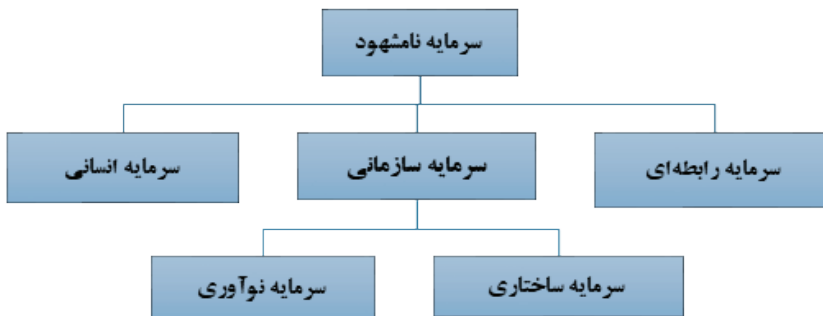 سرمایه نامشهود
سرمایه رابطه‌ای
سرمایه سازمانی
سرمایه انسانی
سرمایه ساختاری
سرمایه نوآوری